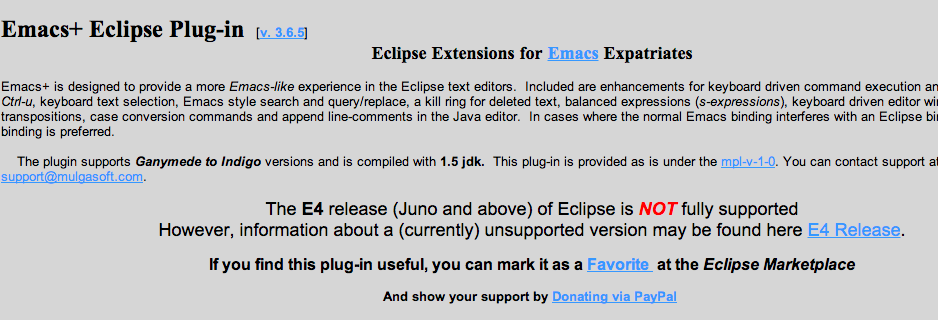 Emacs+ Eclipse Plug-in [v. 3.6.5]
Eclipse Extensions for Emacs Expatriates
Emacs+ is designed to provide a more Emacs-like experience in the Eclipse text editors. Included are enhancements for keyboard driven command execution an
Ctrl-u, keyboard text selection, Emacs style search and query/replace, a kill ring for deleted text, balanced expressions (s-expressions), keyboard driven editor wi
transpositions, case conversion commands and append line-comments in the Java editor. In cases where the normal Emacs binding interferes with an Eclipse bi
binding is preferred.
The plugin supports Ganymede to Indigo versions and is compiled with 1.5 jdk. This plug-in is provided as is under the mpl-v-1-0. You can contact support at
support@mulgasoft.com.
The E4 release (Juno and above) of Eclipse is NOT fully supported
However, information about a (currently) unsupported version may be found here E4 Release.
If you find this plug-in useful, you can mark it as a Favorite at the Eclipse Marketplace
And show your support by Donating via PayPal